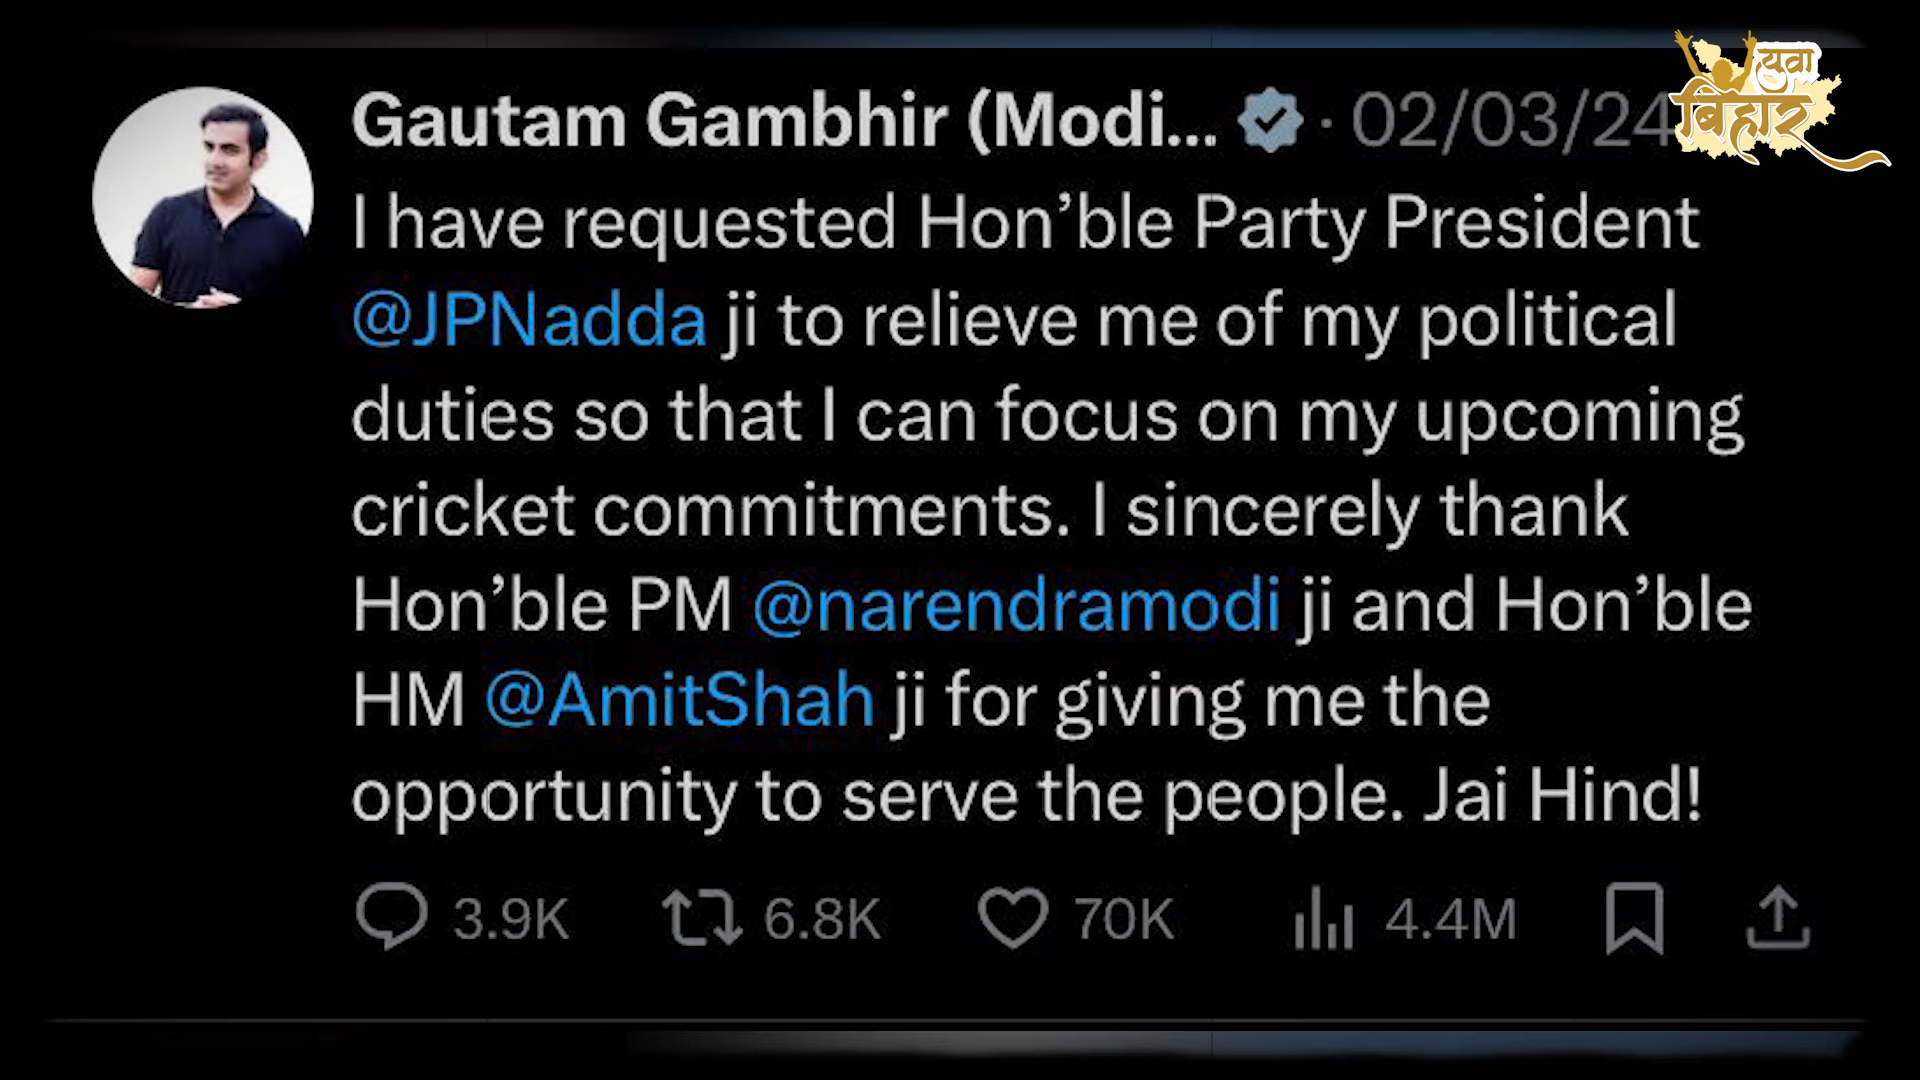 युवा
बिहार
Gautam Gambhir (Modi... · 02/03/24
I have requested Hon’ble Party President
@JPNadda ji to relieve me of my political
duties so that I can focus on my upcoming
cricket commitments. I sincerely thank
Hon’ble PM @narendramodi ji and Hon’ble
HM @AmitShah ji for giving me the
opportunity to serve the people. Jai Hind!
3.9K 6.8K 70K 4.4M